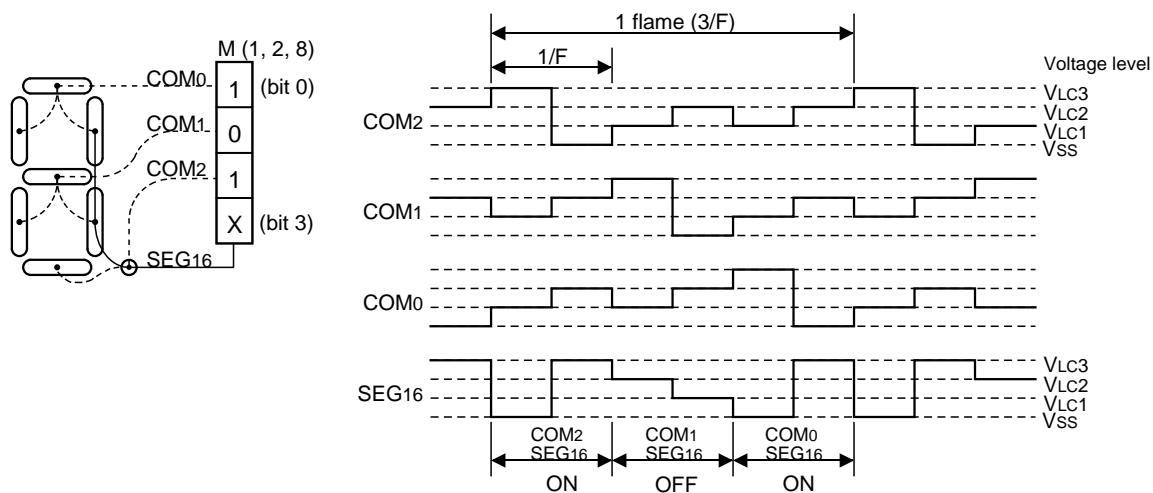 M (1, 2, 8)
COM0
1
(bit 0)
COM1
0
COM2
1
X
(bit 3)
SEG16
1 flame (3/F)
1/F
Voltage level
COM2
VLC3
VLC2
VLC1
VSS
COM1
COM0
SEG16
VLC3
VLC2
VLC1
VSS
COM2
SEG16
COM1
SEG16
COM0
SEG16
ON
OFF
ON